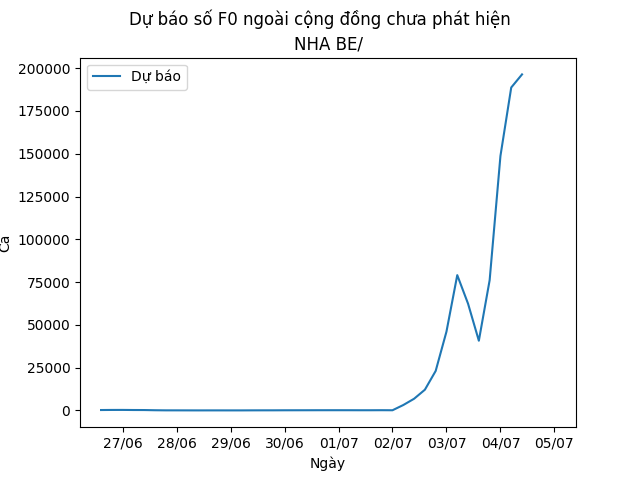 Dự báo số F0 ngoài cộng đồng chưa phát hiện
NHA BE/
Dự báo
200000
175000
150000
125000
100000
75000
50000
25000
0
Ca
27/06 28/06 29/06 30/06 01/07 02/07 03/07 04/07 05/07
Ngày